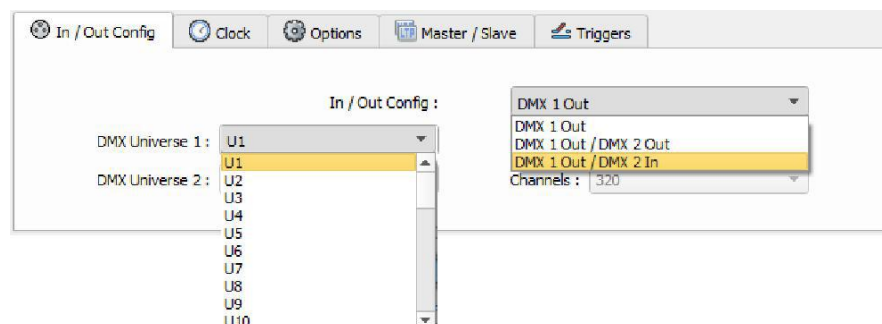 In / Out Config Clock Options LTP Master / Slave Triggers
In / Out Config : DMX 1 Out
DMX 1 Out
DMX 1 Out / DMX 2 Out
DMX 1 Out / DMX 2 In
DMX Universe 1 : U1
U1
U2
U3
U4
U5
U6
U7
U8
U9
U10
DMX Universe 2 :
Channels : 320